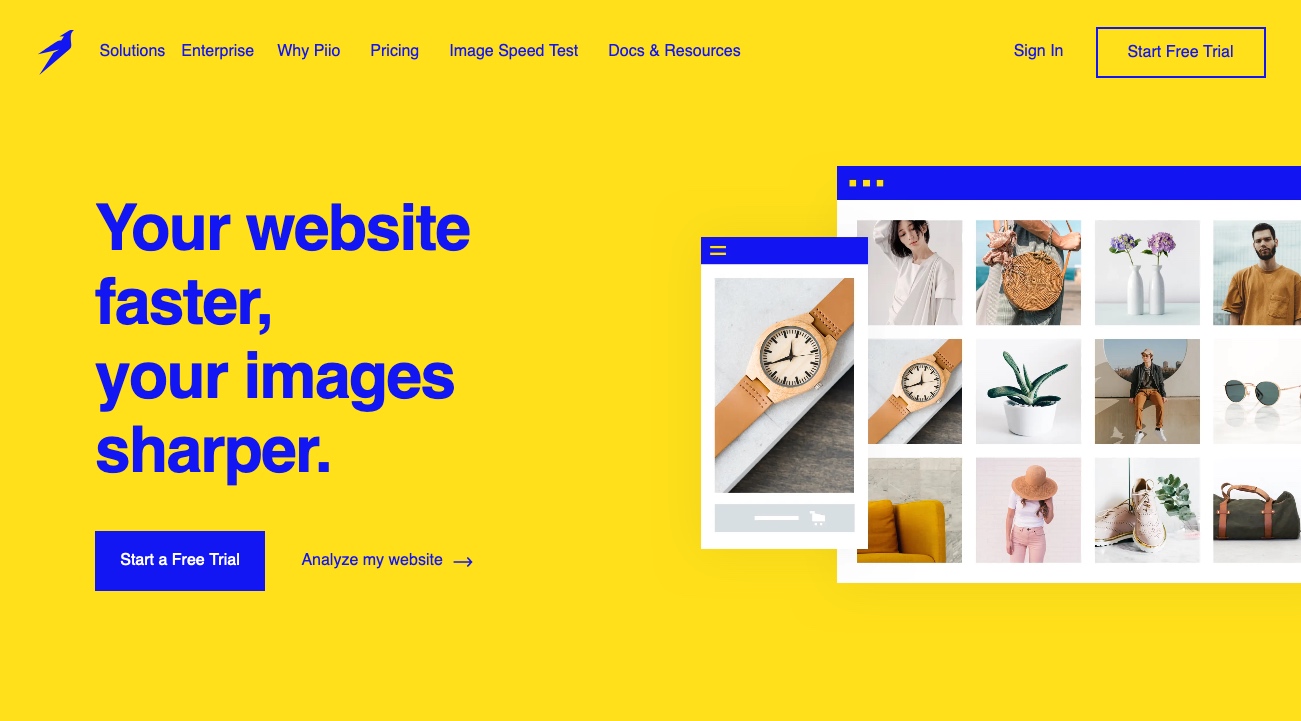 Solutions Enterprise Why Piio Pricing Image Speed Test Docs & Resources Sign In Start Free Trial
Your website
faster,
your images
sharper.
Start a Free Trial Analyze my website →